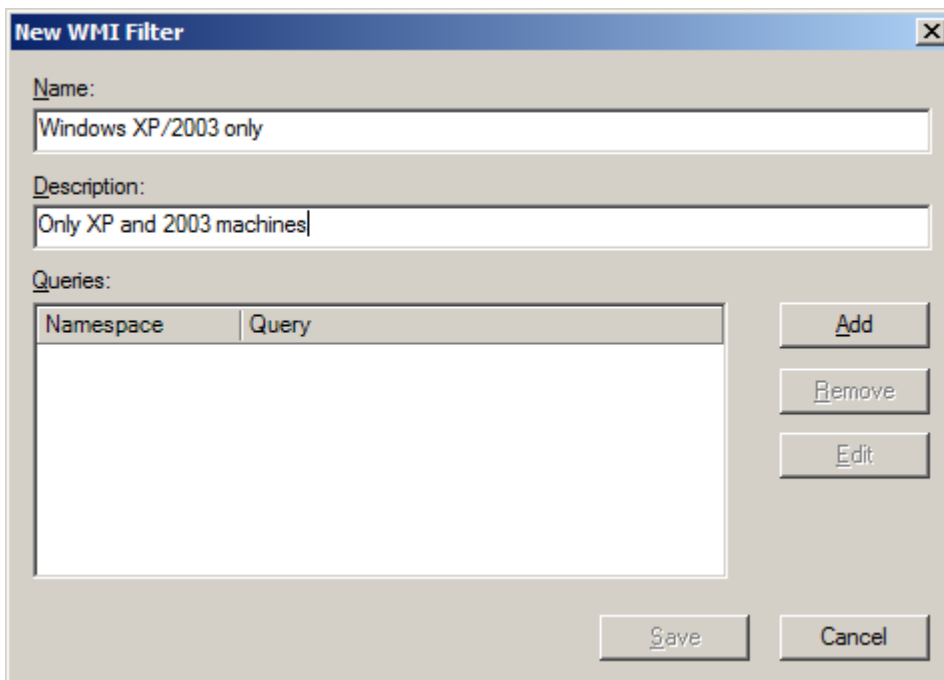 New WMI Filter
Name:
Windows XP/2003 only
Description:
Only XP and 2003 machines
Queries:
Namespace Query
Add
Remove
Edit
Save Cancel